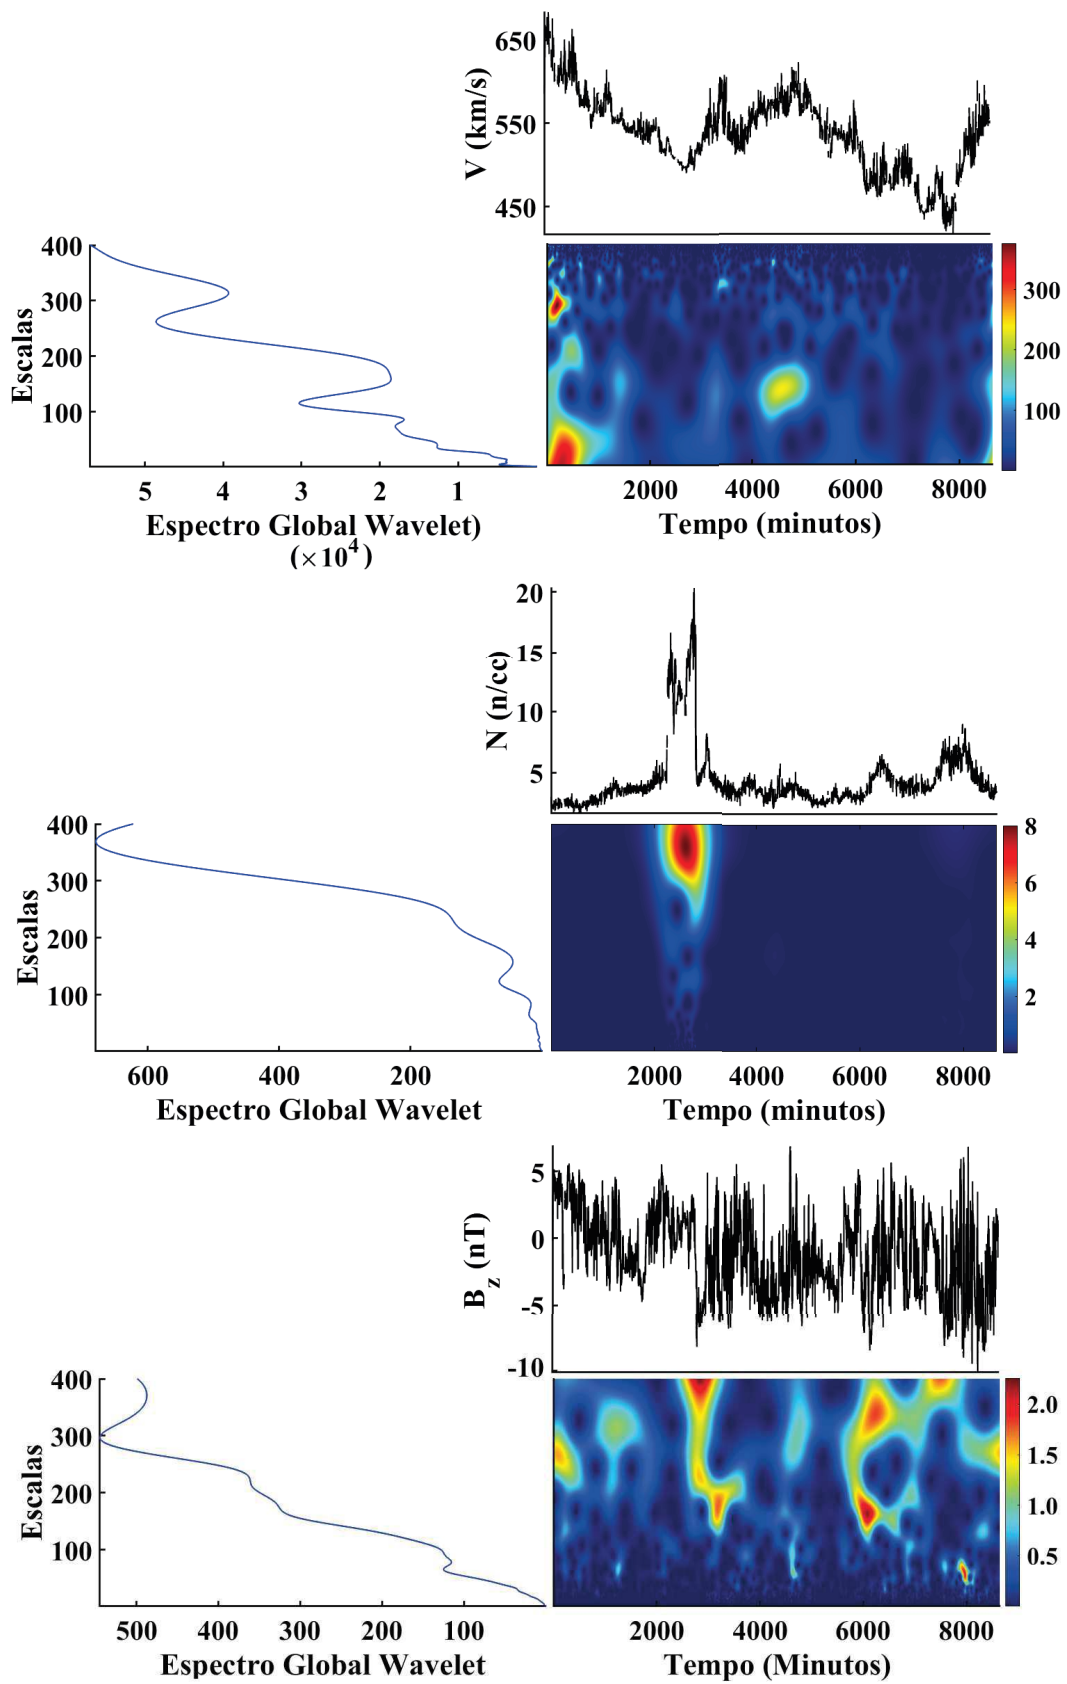 650
550
450
V (km/s)
400
300
200
100
Escalas
5 4 3 2 1
Espectro Global Wavelet)
(×10⁴)
2000 4000 6000 8000
Tempo (minutos)
300
200
100
20
15
10
5
N (n/cc)
400
300
200
100
Escalas
600 400 200
Espectro Global Wavelet
2000 4000 6000 8000
Tempo (minutos)
8
6
4
2
5
0
-5
-10
B_z (nT)
400
300
200
100
Escalas
500 400 300 200 100
Espectro Global Wavelet
2000 4000 6000 8000
Tempo (Minutos)
2.0
1.5
1.0
0.5